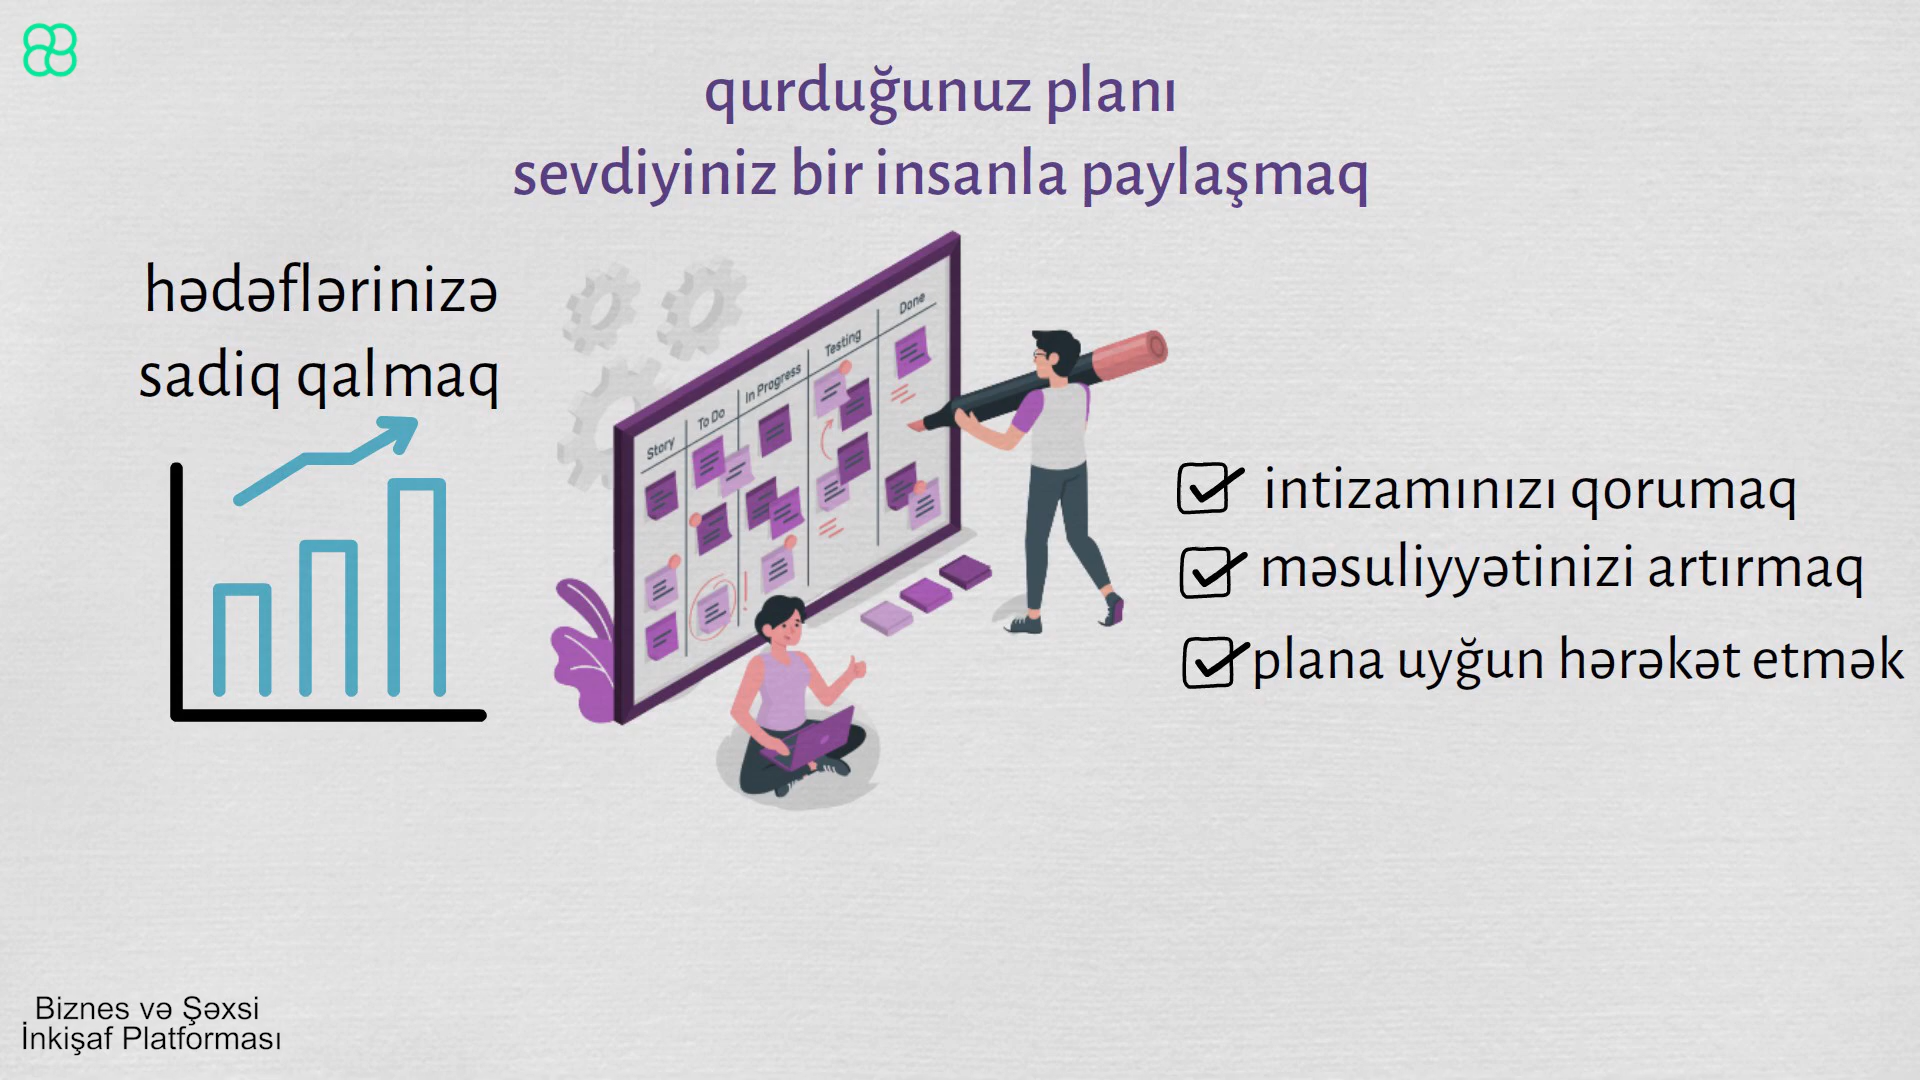 qurduğunuz planı
sevdiyiniz bir insanla paylaşmaq
hədəflərinizə
sadiq qalmaq
Story
To Do
In Progress
Testing
Done
intizamınızı qorumaq
məsuliyyətinizi artırmaq
plana uyğun hərəkət etmək
Biznes və Şəxsi
İnkişaf Platforması